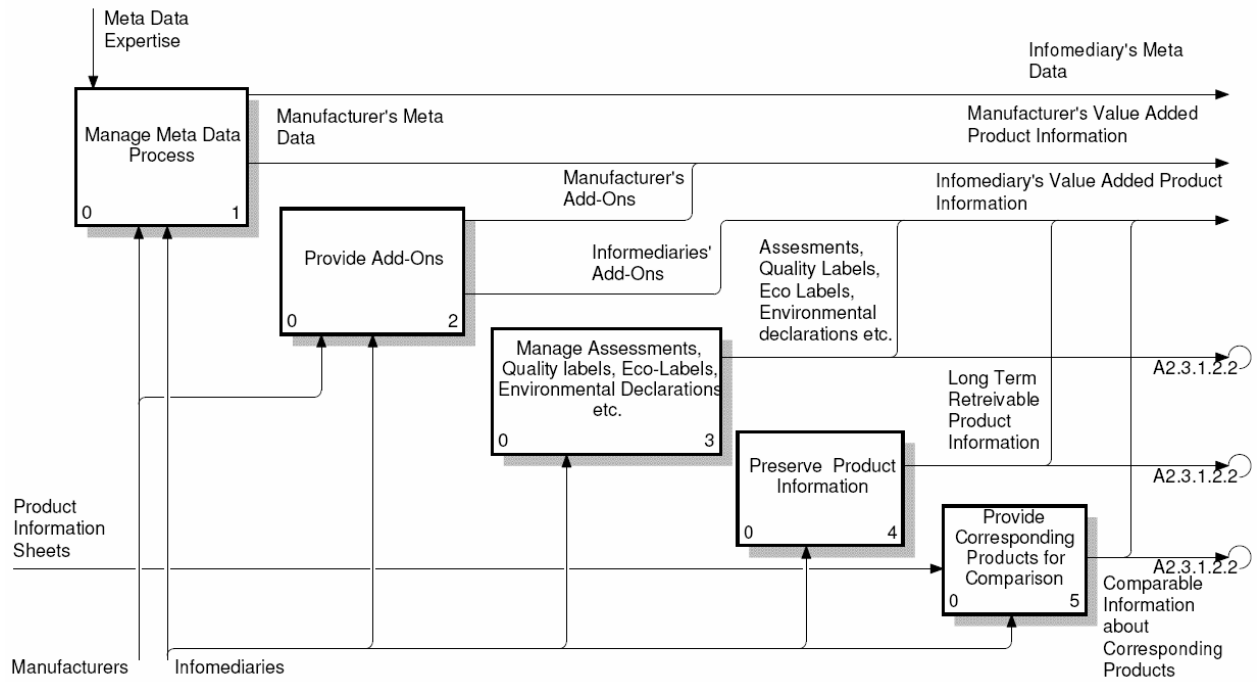 Meta Data
Expertise
Infomediary's Meta
Data
Manage Meta Data
Process
0 1
Manufacturer's Meta
Data
Manufacturer's Value Added
Product Information
Manufacturer's
Add-Ons
Infomediary's Value Added Product
Information
Provide Add-Ons
0 2
Informediaries'
Add-Ons
Assesments,
Quality Labels,
Eco Labels,
Environmental
declarations etc.
Manage Assessments,
Quality labels, Eco-Labels,
Environmental Declarations
etc.
0 3
A2.3.1.2.2
Long Term
Retreivable
Product
Information
Preserve Product
Information
0 4
A2.3.1.2.2
Product
Information
Sheets
Provide
Corresponding
Products for
Comparison
0 5
A2.3.1.2.2
Comparable
Information
about
Corresponding
Products
Manufacturers
Infomediaries